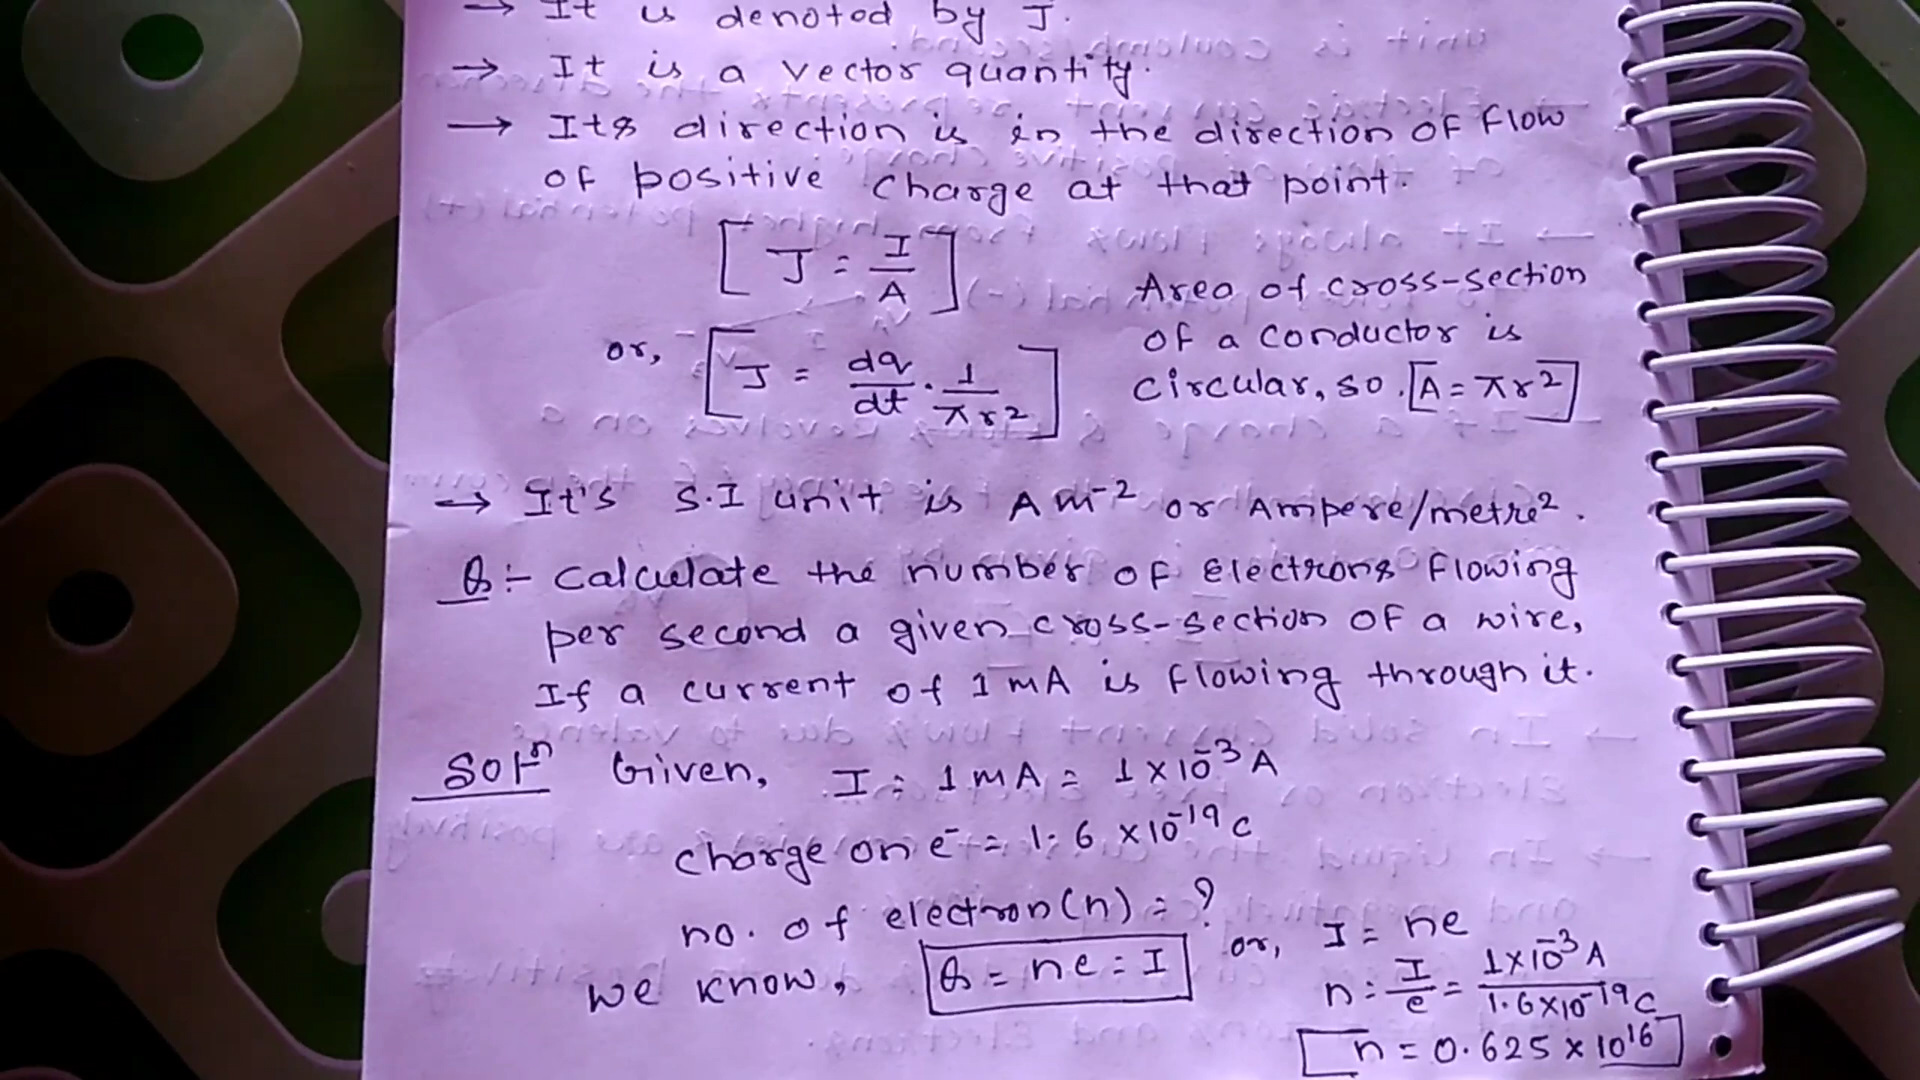 → It is denoted by J.
→ It is a vector quantity.
→ Its direction is in the direction of flow
of positive charge at that point.
[J = I/A]
Area of cross-section
or, [J = dq/dt . 1/πr²]
of a conductor is
circular, so [A = πr²]
→ It's S.I unit is Am⁻² or Ampere/metre².
Q:- Calculate the number of electrons flowing
per second a given cross-section of a wire,
If a current of 1 mA is flowing through it.
Solⁿ Given, I = 1 mA = 1 x 10⁻³ A
charge on e⁻ = 1.6 x 10⁻¹⁹ C
no. of electron (n) = ?
we know, Q = ne = I or, I = ne
n = I/e = 1x10⁻³ A / 1.6x10⁻¹⁹ C
n = 0.625 x 10¹⁶